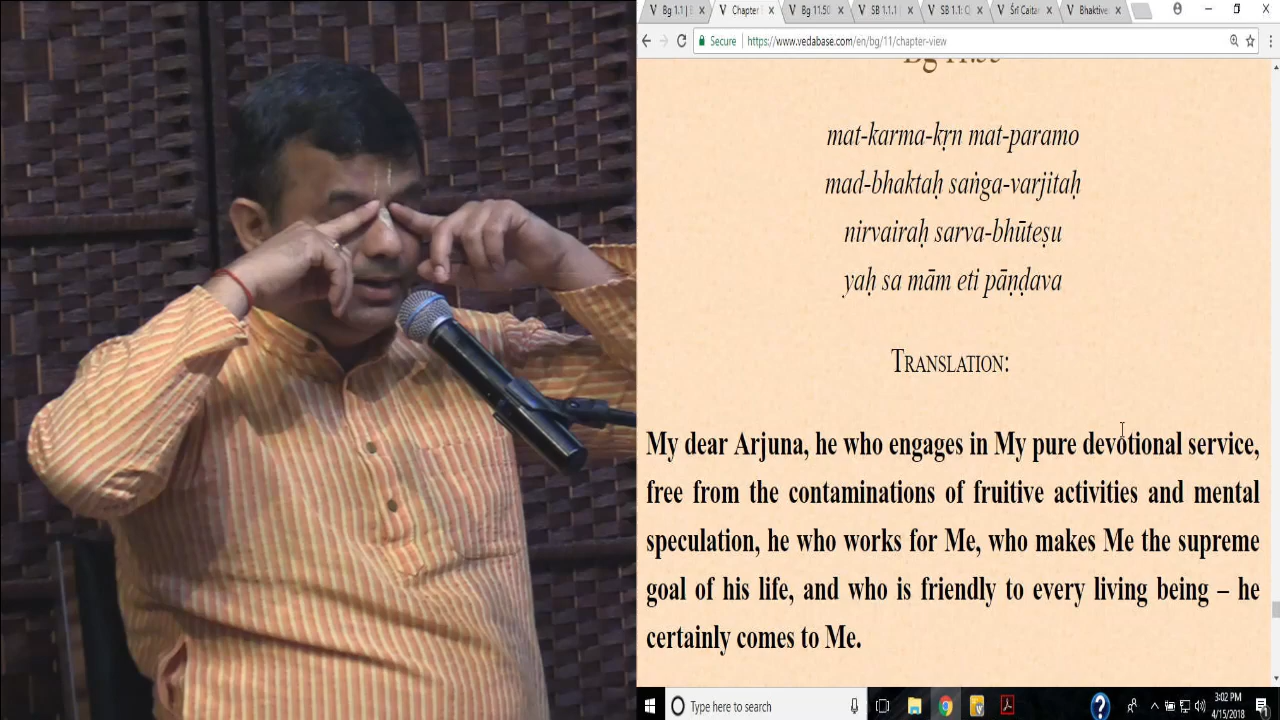 Bg 1.1 |
Chapter
Bg 11.50
SB 1.1.1
SB 1.1: Q
Śrī Caita
Bhaktive
Secure
https://www.vedabase.com/en/bg/11/chapter-view
mat-karma-kṛn mat-paramo
mad-bhaktaḥ saṅga-varjitaḥ
nirvairaḥ sarva-bhūteṣu
yaḥ sa mām eti pāṇḍava
TRANSLATION:
My dear Arjuna, he who engages in My pure devotional service,
free from the contaminations of fruitive activities and mental
speculation, he who works for Me, who makes Me the supreme
goal of his life, and who is friendly to every living being – he
certainly comes to Me.
Type here to search
3:02 PM
4/15/2018